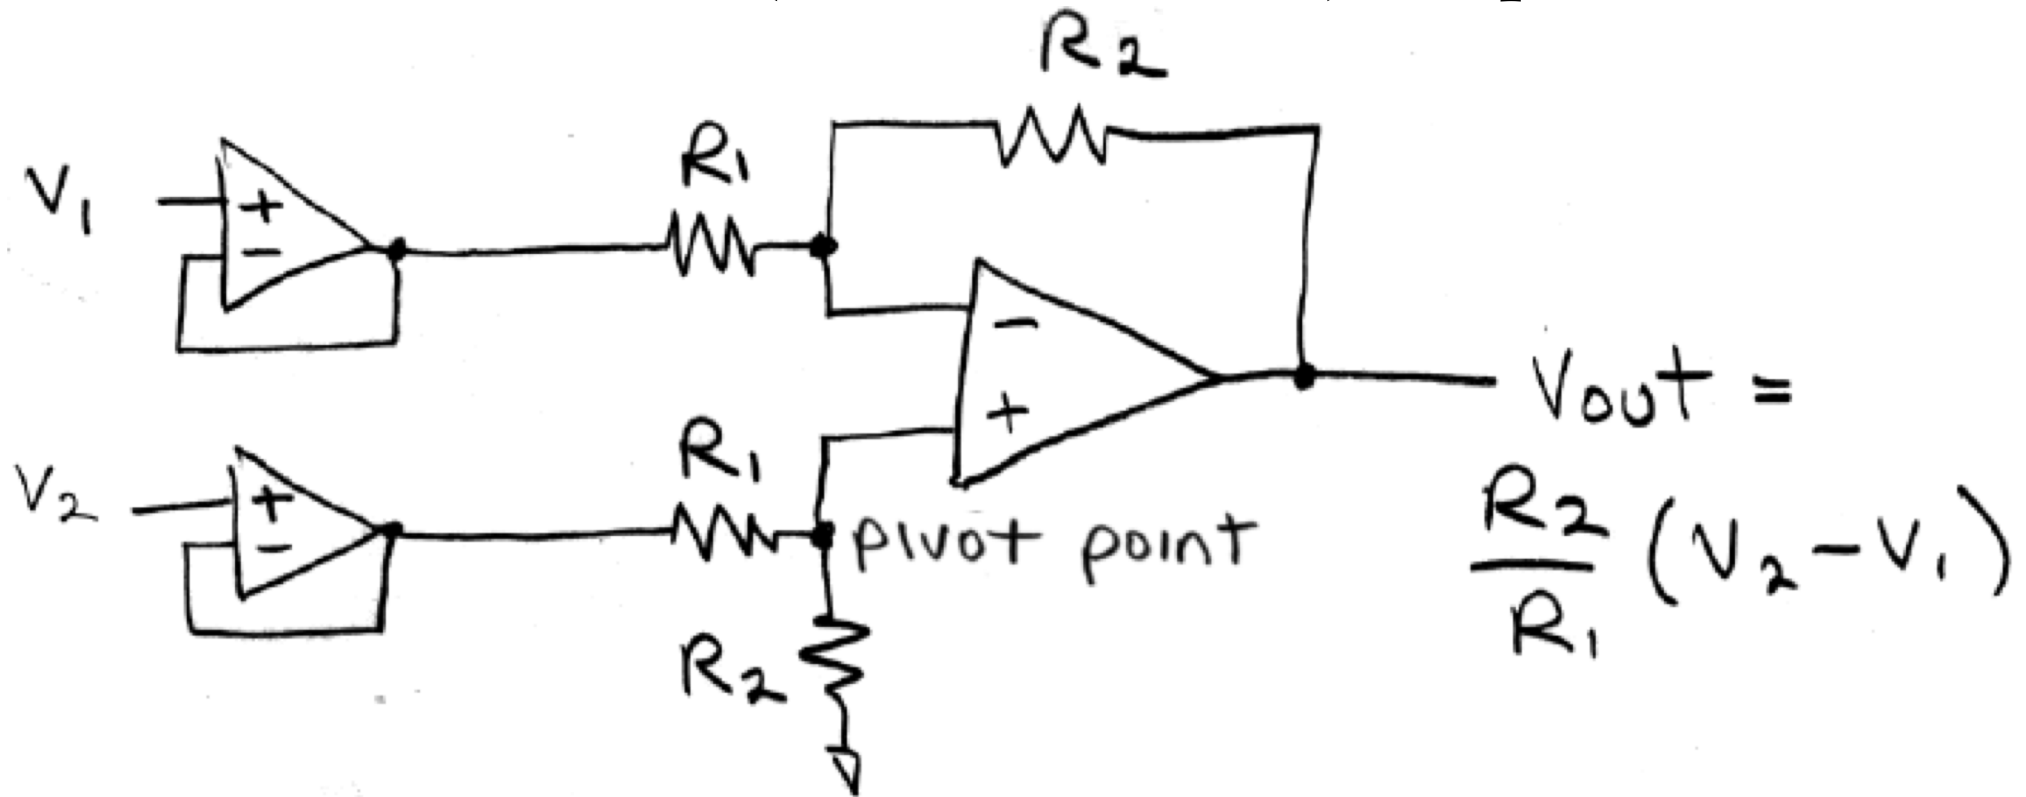 R2
R1
V1
+
−
−
+
Vout =
R1
V2
+
−
pivot point
R2
R2/R1 (V2 − V1)